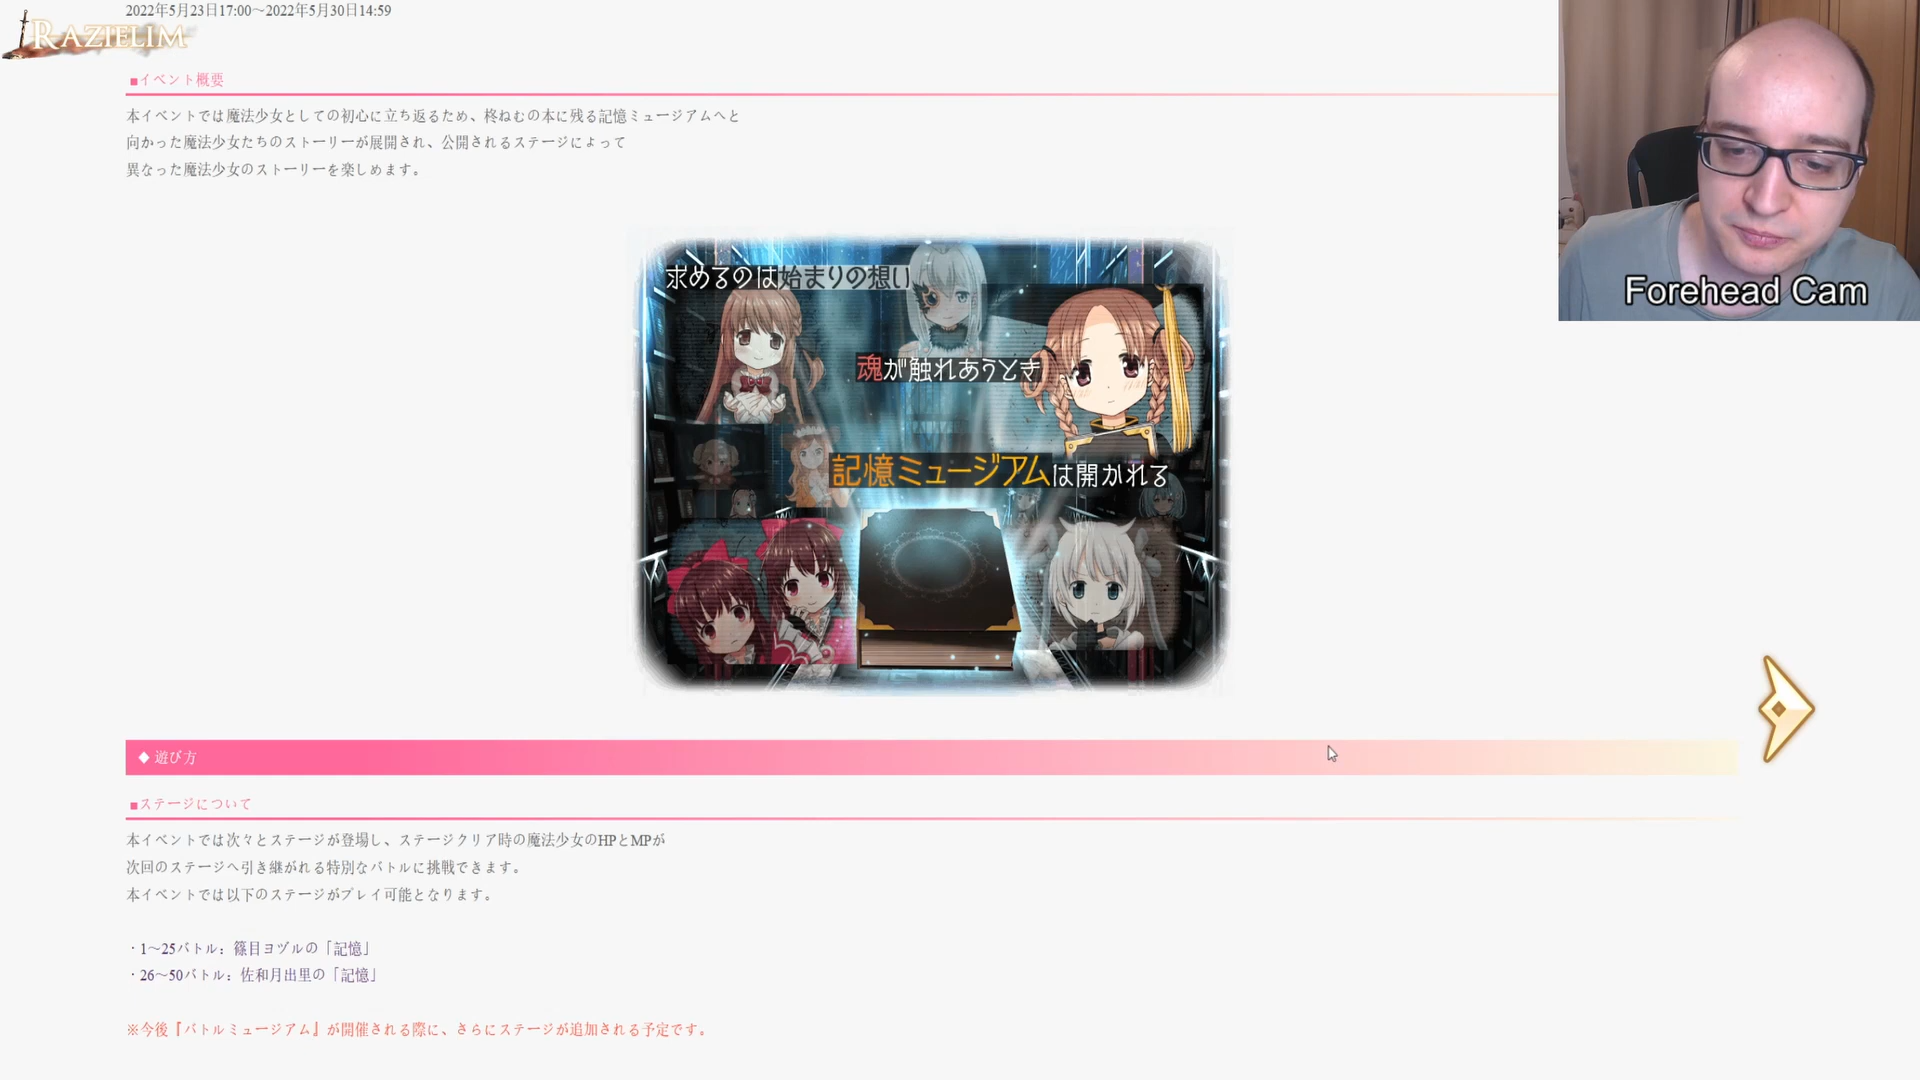 2022年5月23日17:00～2022年5月30日14:59
RAZIELIM
■イベント概要
本イベントでは魔法少女としての初心に立ち返るため、柊ねむの本に残る記憶ミュージアムへと
向かった魔法少女たちのストーリーが展開され、公開されるステージによって
異なった魔法少女のストーリーを楽しめます。
Forehead Cam
求めるのは始まりの想い
魂が触れあうとき
記憶ミュージアムは開かれる
◆ 遊び方
■ステージについて
本イベントでは次々とステージが登場し、ステージクリア時の魔法少女のHPとMPが
次回のステージへ引き継がれる特別なバトルに挑戦できます。
本イベントでは以下のステージがプレイ可能となります。
・1～25バトル：篠目ヨヅルの「記憶」
・26～50バトル：佐和月出里の「記憶」
※今後『バトルミュージアム』が開催される際に、さらにステージが追加される予定です。